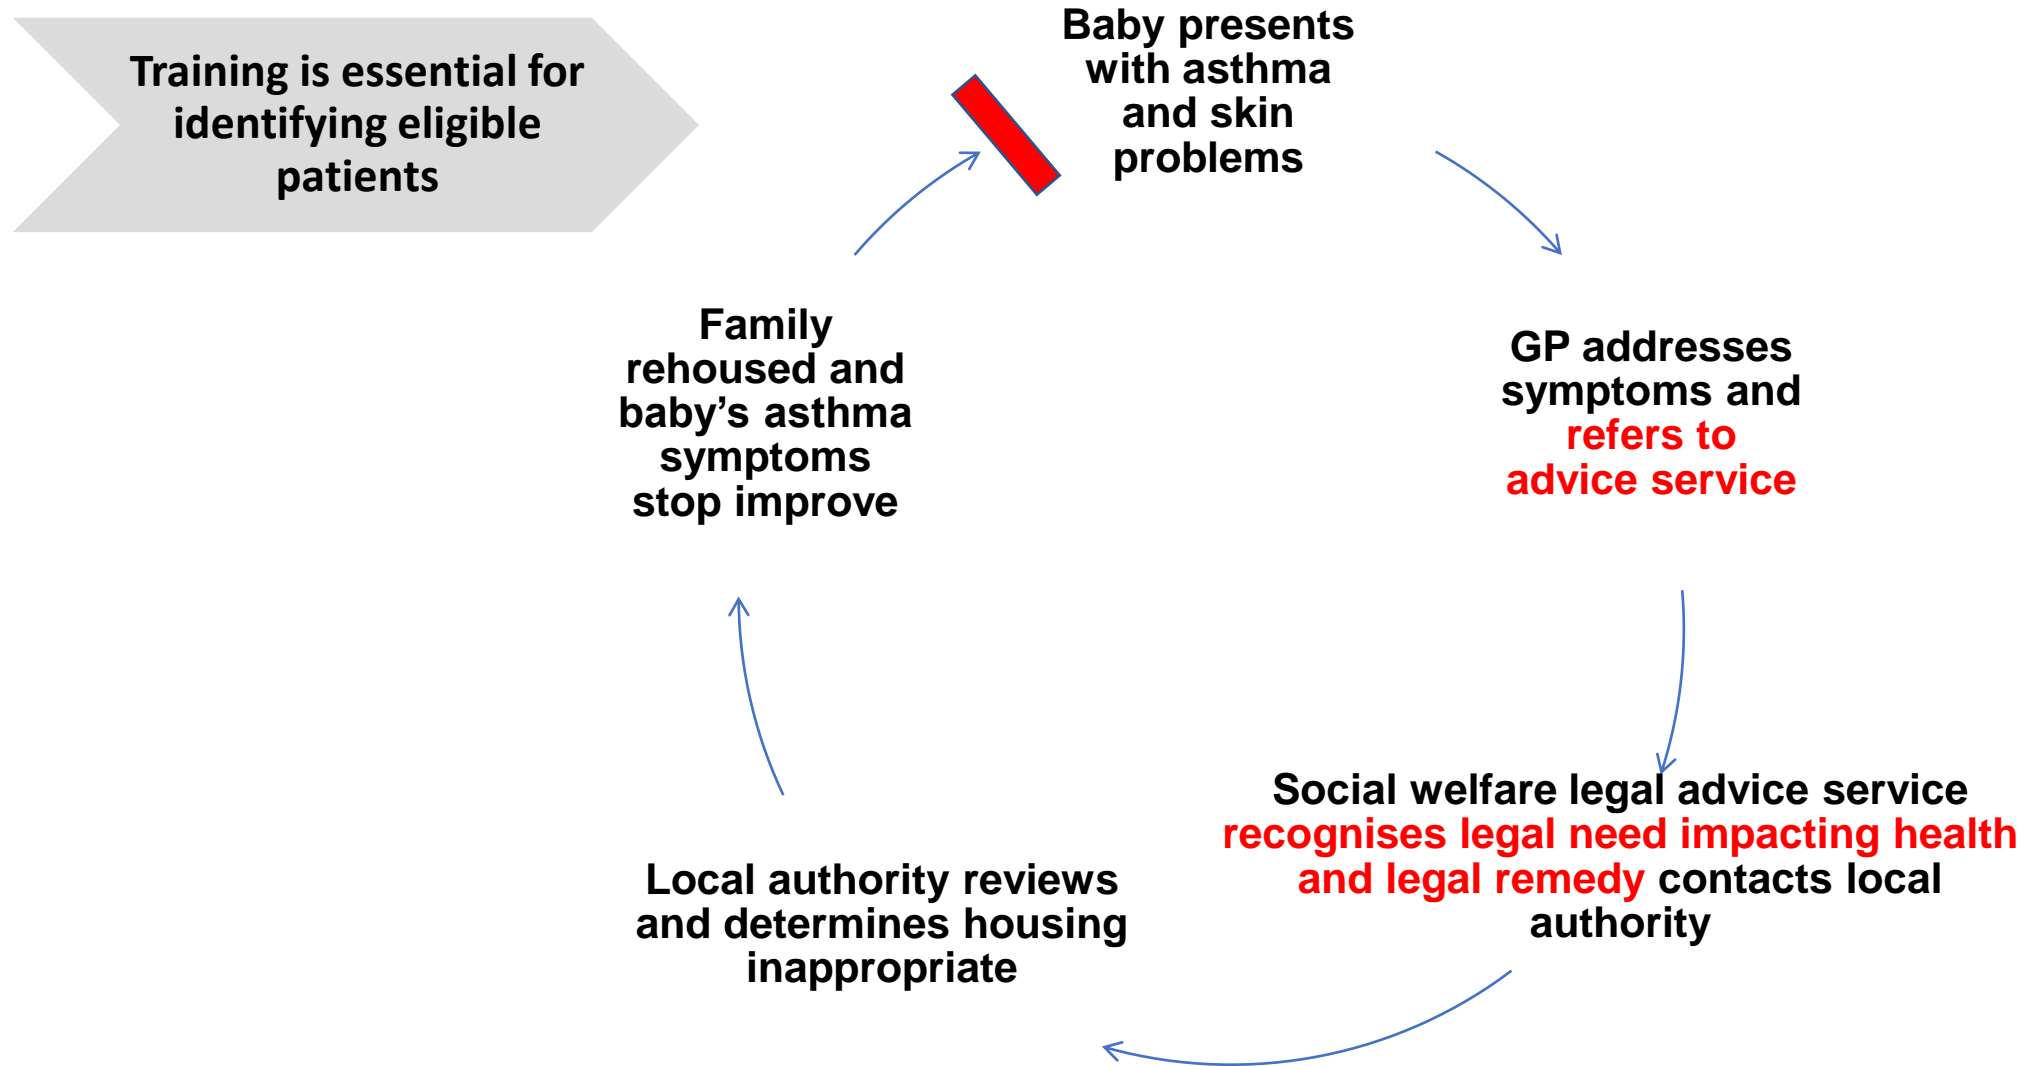 Training is essential for
identifying eligible
patients
Baby presents
with asthma
and skin
problems
GP addresses
symptoms and
refers to
advice service
Social welfare legal advice service
recognises legal need impacting health
and legal remedy contacts local
authority
Local authority reviews
and determines housing
inappropriate
Family
rehoused and
baby’s asthma
symptoms
stop improve